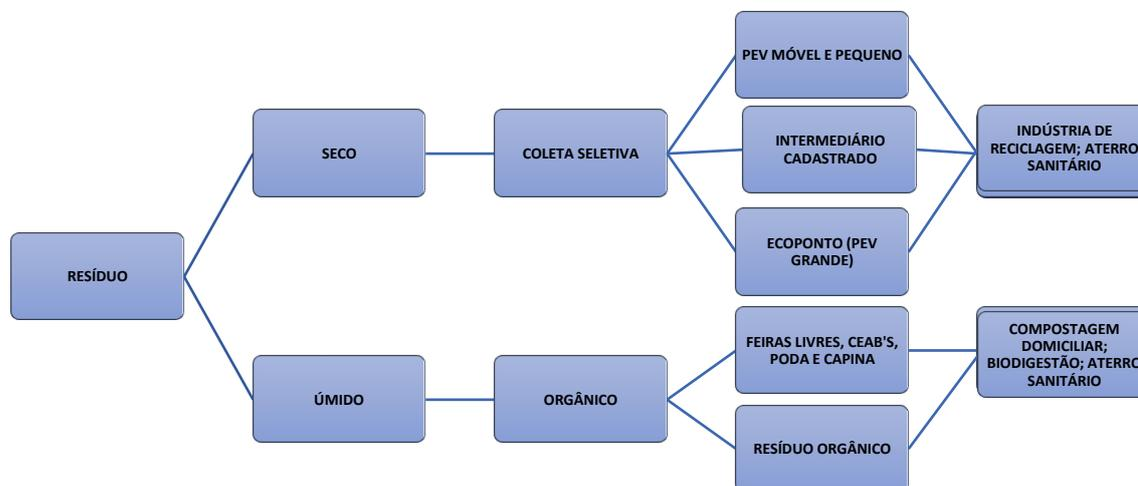 PEV MÓVEL E PEQUENO
SECO
COLETA SELETIVA
INTERMEDIÁRIO
CADASTRADO
INDÚSTRIA DE
RECICLAGEM; ATERRO
SANITÁRIO
ECOPONTO (PEV
GRANDE)
RESÍDUO
FEIRAS LIVRES, CEAB'S,
PODA E CAPINA
COMPOSTAGEM
DOMICILIAR;
BIODIGESTÃO; ATERRO
SANITÁRIO
ÚMIDO
ORGÂNICO
RESÍDUO ORGÂNICO